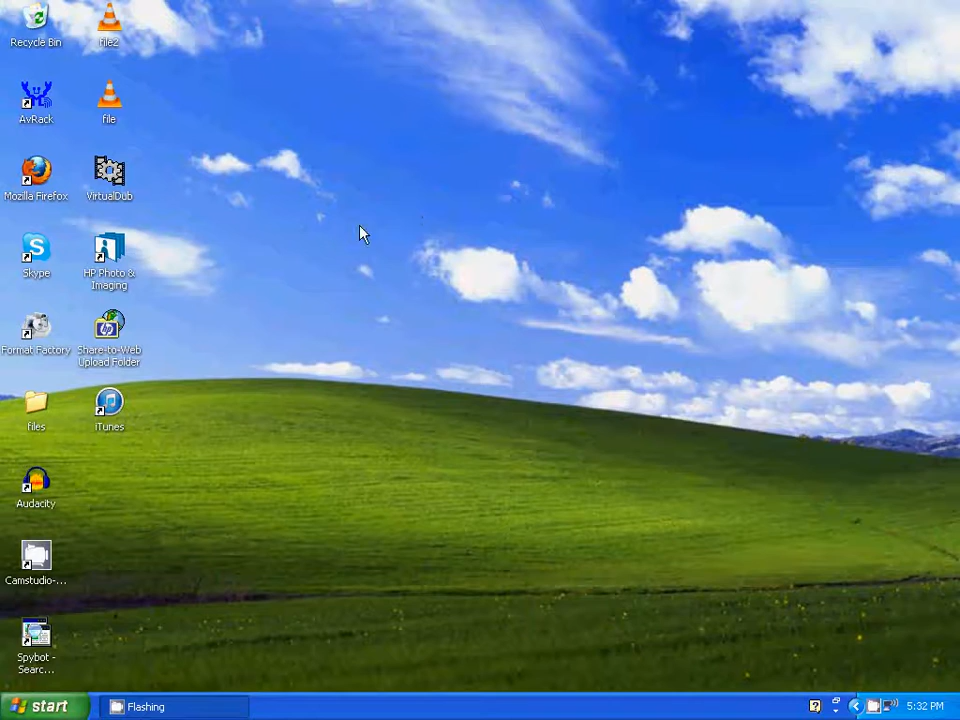 Recycle Bin
file2
AvRack
file
Mozilla Firefox
VirtualDub
Skype
HP Photo &
Imaging
Format Factory
Share-to-Web
Upload Folder
files
iTunes
Audacity
Camstudio-...
Spybot -
Searc...
start
Flashing
5:32 PM